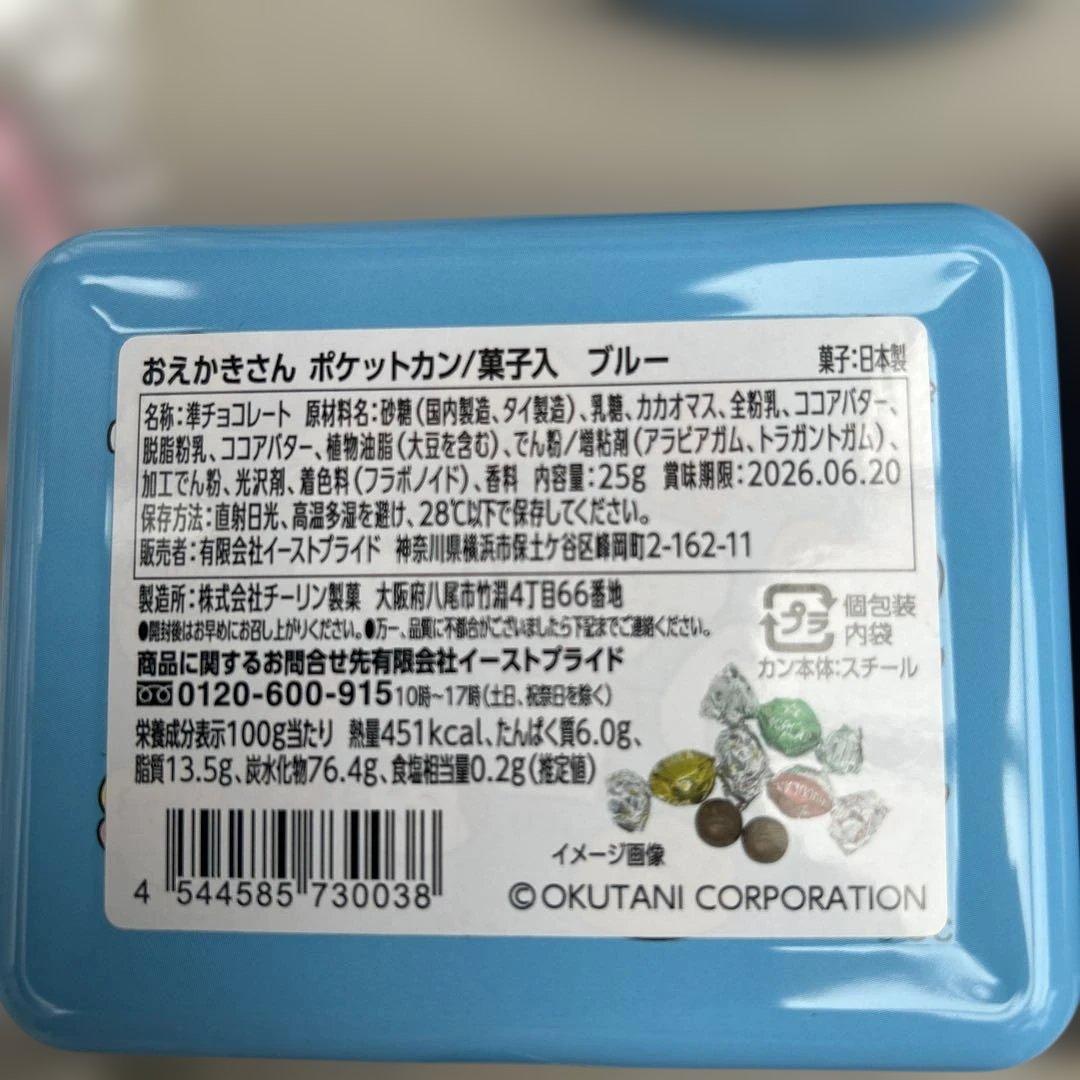 おえかきさん ポケットカン/菓子入 ブルー 菓子:日本製
名称:準チョコレート 原材料名:砂糖(国内製造、タイ製造)、乳糖、カカオマス、全粉乳、ココアバター、
脱脂粉乳、ココアバター、植物油脂(大豆を含む)、でん粉/増粘剤(アラビアガム、トラガントガム)、
加工でん粉、光沢剤、着色料(フラボノイド)、香料 内容量:25g 賞味期限:2026.06.20
保存方法:直射日光、高温多湿を避け、28℃以下で保存してください。
販売者:有限会社イーストプライド 神奈川県横浜市保土ケ谷区峰岡町2-162-11
製造所:株式会社チーリン製菓 大阪府八尾市竹淵4丁目66番地
●開封後はお早めにお召し上がりください。●万一、品質に不都合がございましたら下記までご連絡ください。
商品に関するお問合せ先有限会社イーストプライド
0120-600-915 10時~17時(土日、祝祭日を除く)
プラ
個包装
内袋
カン本体:スチール
栄養成分表示100g当たり 熱量451kcal、たんぱく質6.0g、
脂質13.5g、炭水化物76.4g、食塩相当量0.2g(推定値)
イメージ画像
4 544585 730038
©OKUTANI CORPORATION